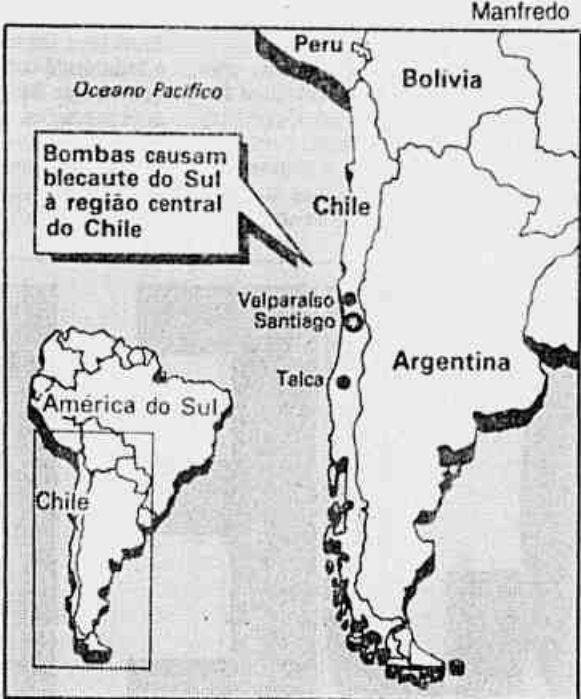 Manfredo
Peru
Bolívia
Oceano Pacífico
Bombas causam
blecaute do Sul
à região central
do Chile
Chile
Valparaíso
Santiago
Argentina
Talca
América do Sul
Chile